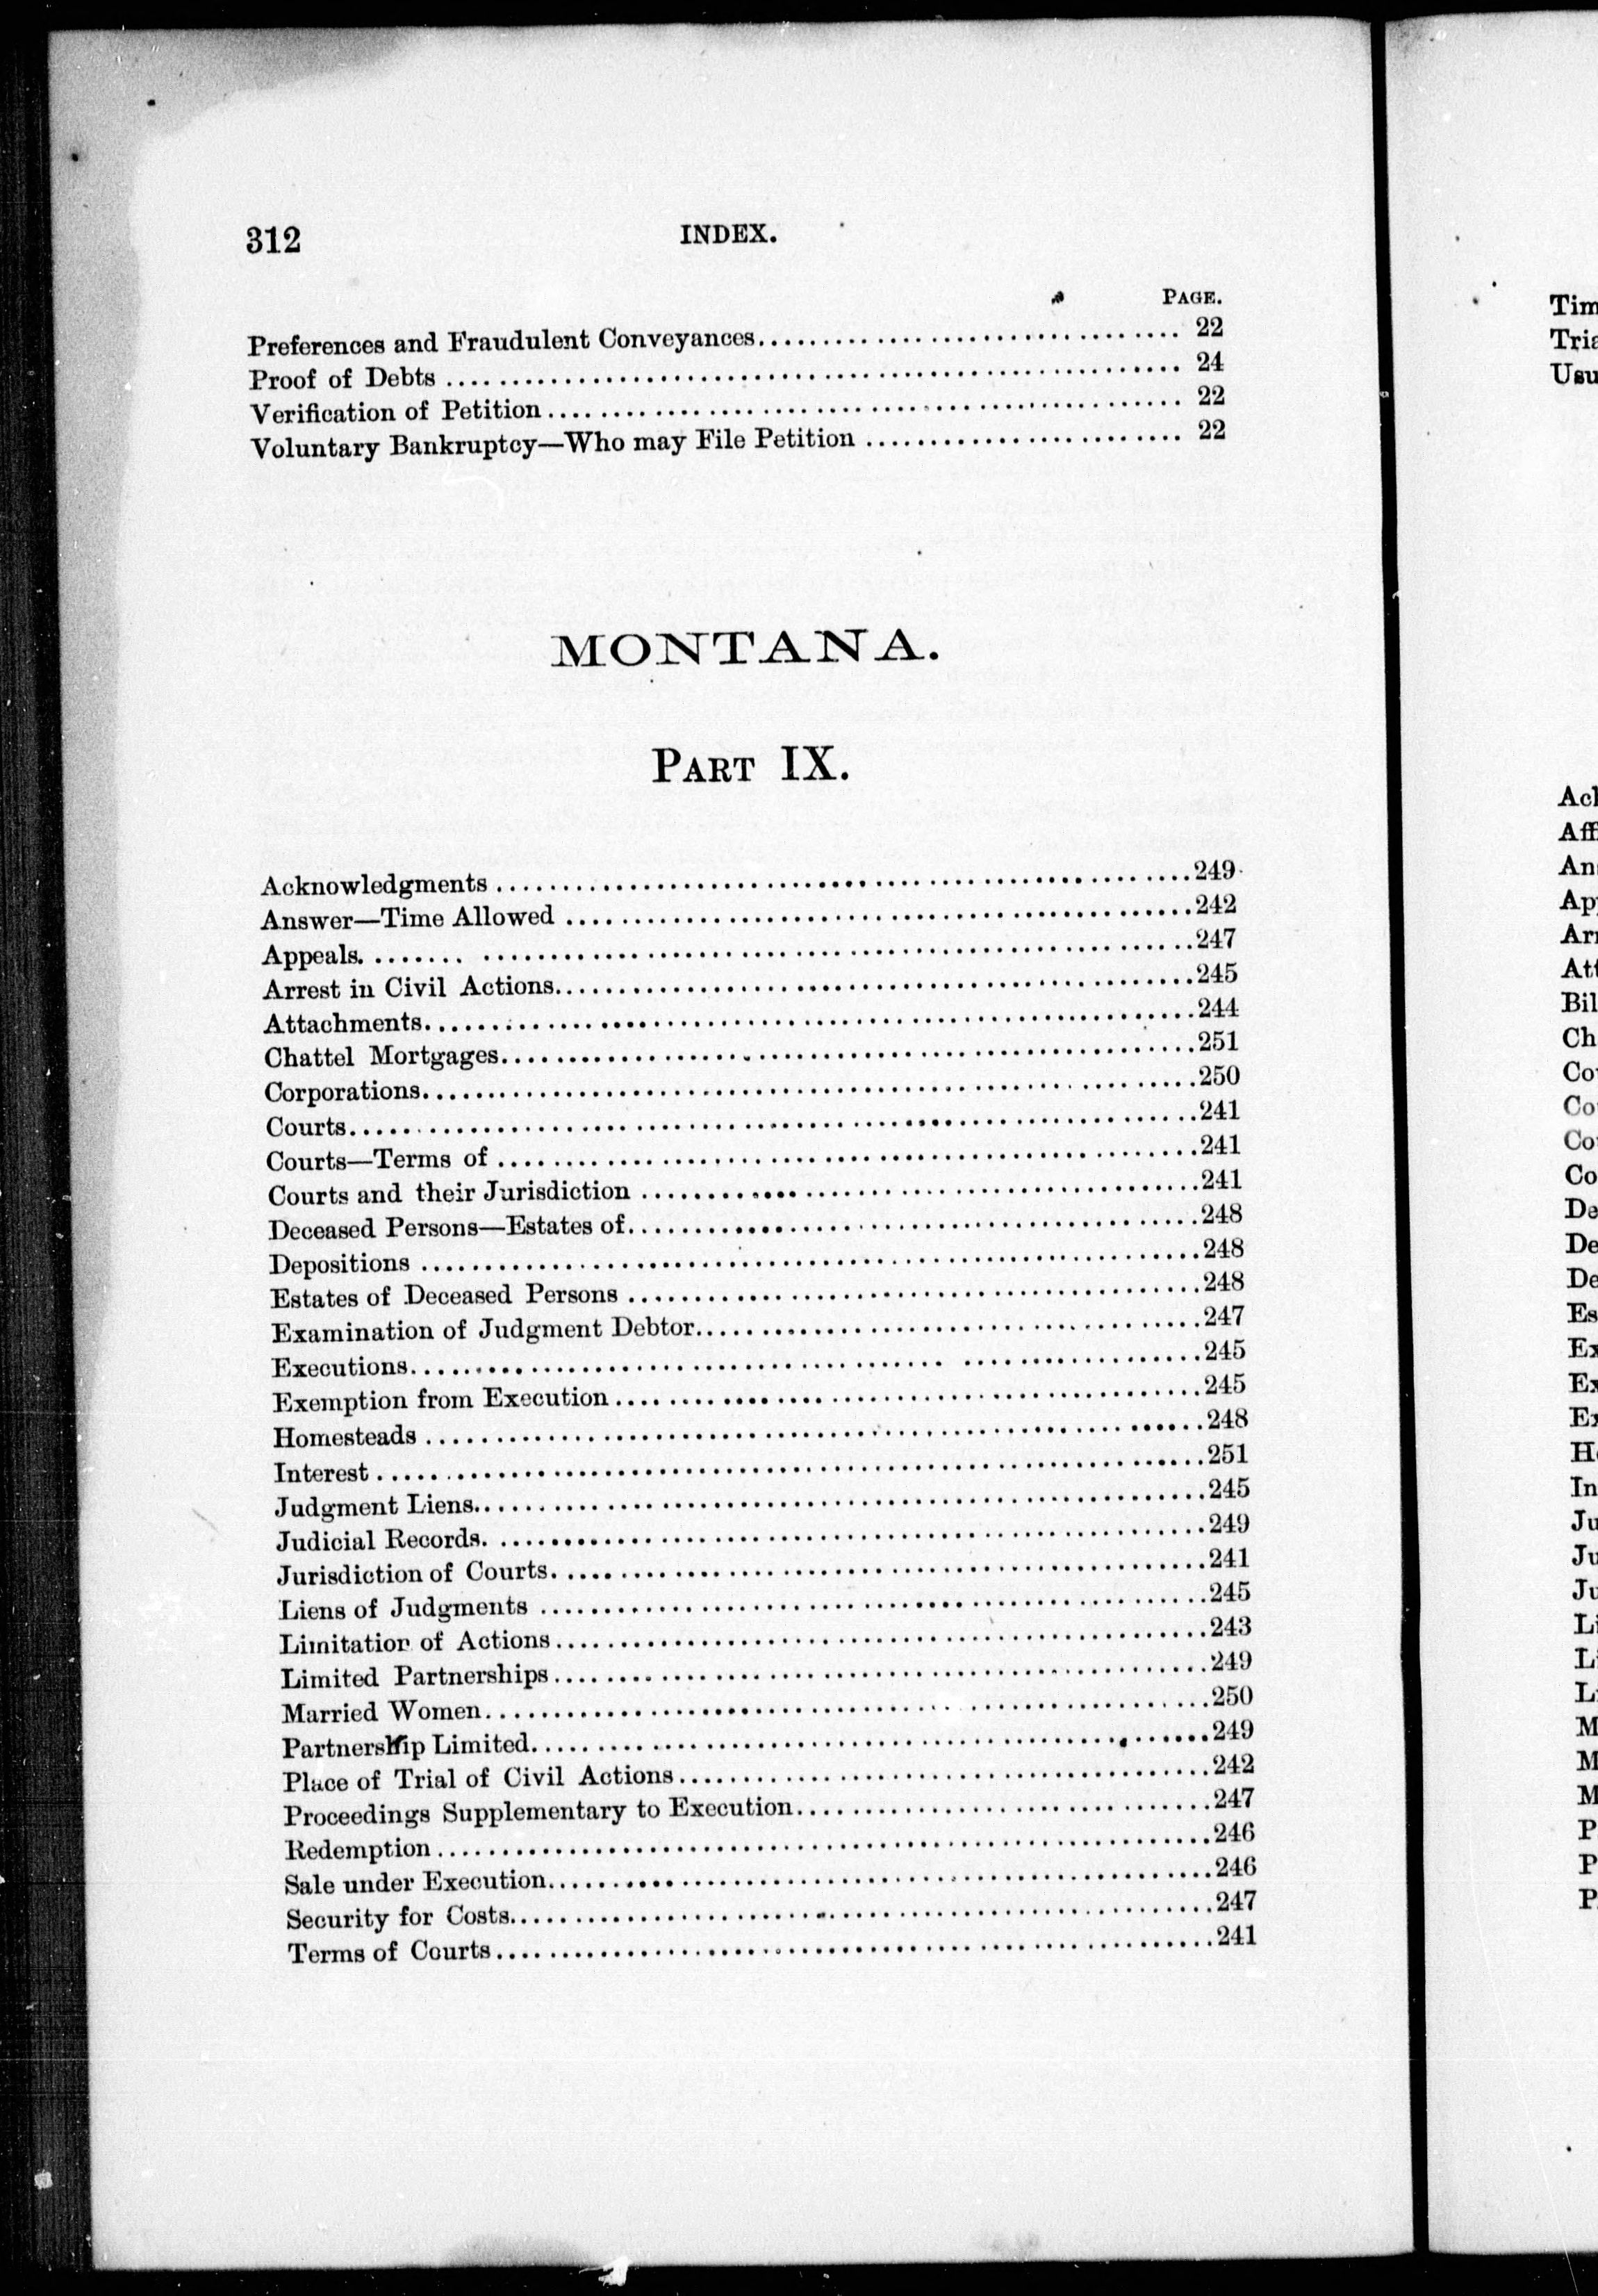 312 INDEX.
PAGE.
Preferences and Fraudulent Conveyances................................ 22
Proof of Debts ........................................................ 24
Verification of Petition................................................ 22
Voluntary Bankruptcy—Who may File Petition ........................ 22
MONTANA.
PART IX.
Acknowledgments ......................................................249
Answer—Time Allowed ................................................242
Appeals. ....... ......................................................247
Arrest in Civil Actions................................................245
Attachments..........................................................244
Chattel Mortgages.....................................................251
Corporations..........................................................250
Courts................................................................241
Courts—Terms of ......................................................241
Courts and their Jurisdiction ..........................................241
Deceased Persons—Estates of...........................................248
Depositions ...........................................................248
Estates of Deceased Persons ...........................................248
Examination of Judgment Debtor.......................................247
Executions............................................................245
Exemption from Execution.............................................245
Homesteads ...........................................................248
Interest ...............................................................251
Judgment Liens........................................................245
Judicial Records. ......................................................249
Jurisdiction of Courts..................................................241
Liens of Judgments ...................................................245
Limitation of Actions..................................................243
Limited Partnerships..................................................249
Married Women.......................................................250
Partnership Limited....................................................249
Place of Trial of Civil Actions.........................................242
Proceedings Supplementary to Execution................................247
Redemption...........................................................246
Sale under Execution...................................................246
Security for Costs.....................................................247
Terms of Courts.......................................................241